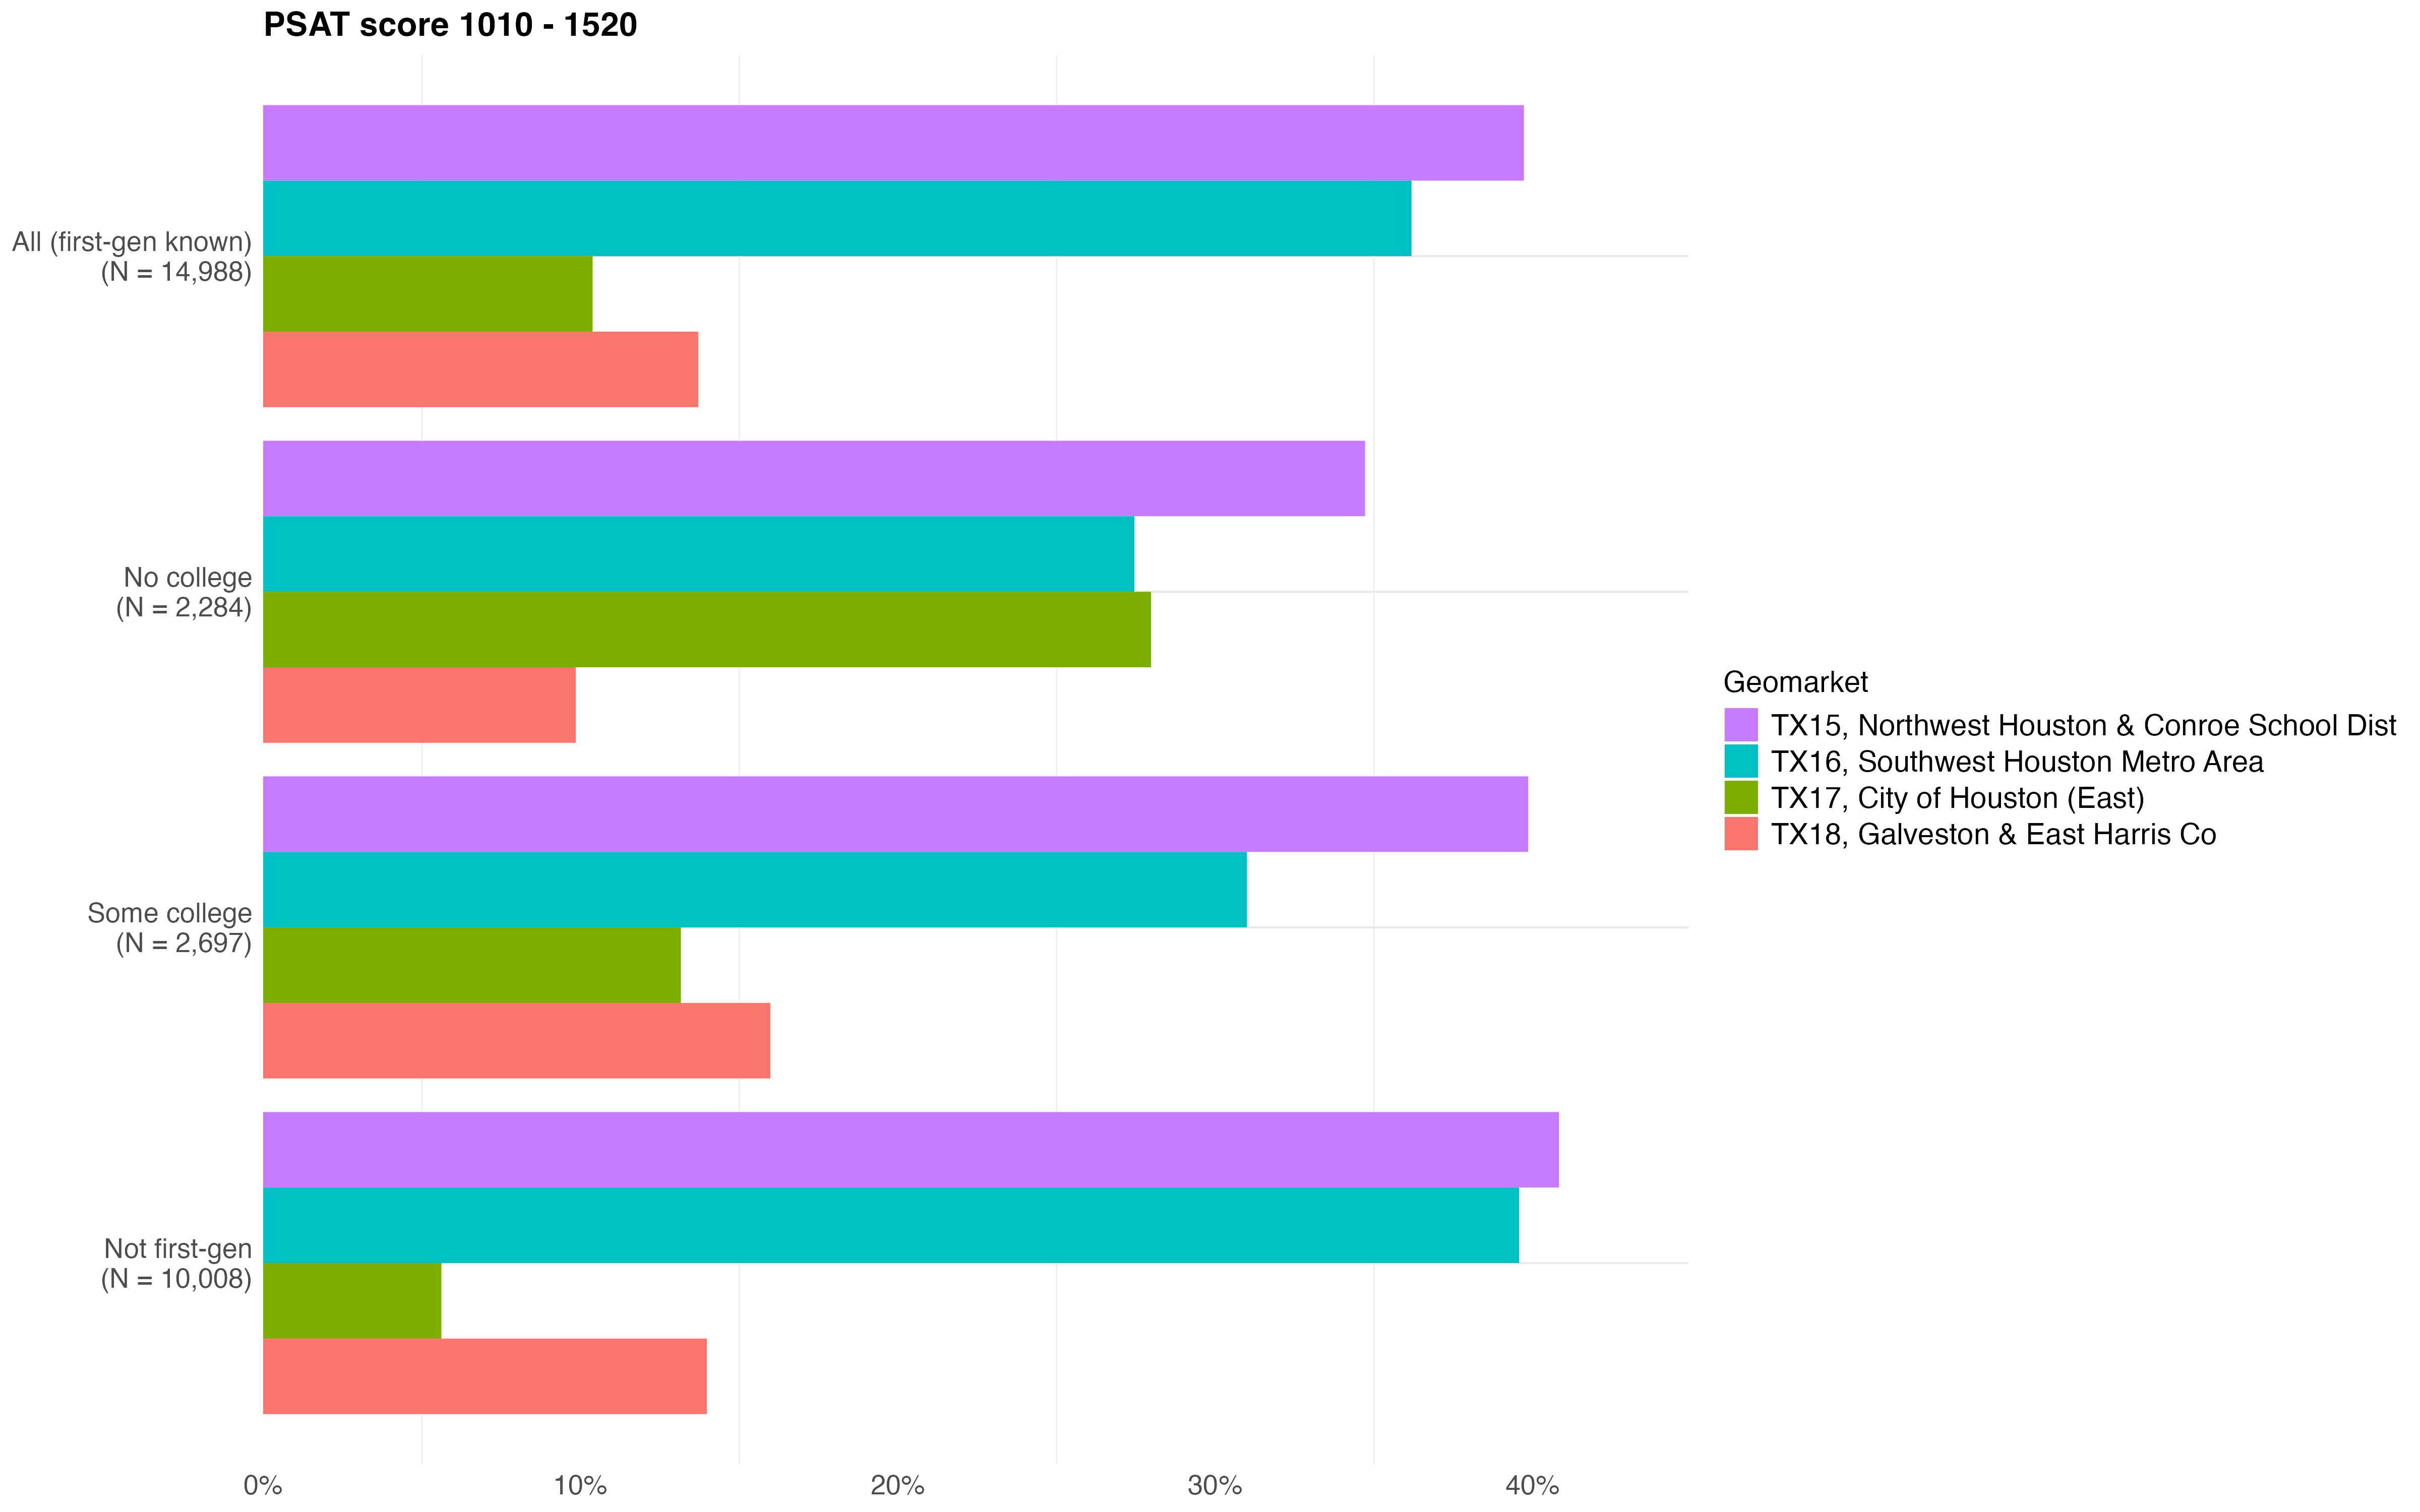 PSAT score 1010 - 1520
All (first-gen known)
(N = 14,988)
No college
(N = 2,284)
Some college
(N = 2,697)
Not first-gen
(N = 10,008)
0%
10%
20%
30%
40%
Geomarket
TX15, Northwest Houston & Conroe School Dist
TX16, Southwest Houston Metro Area
TX17, City of Houston (East)
TX18, Galveston & East Harris Co